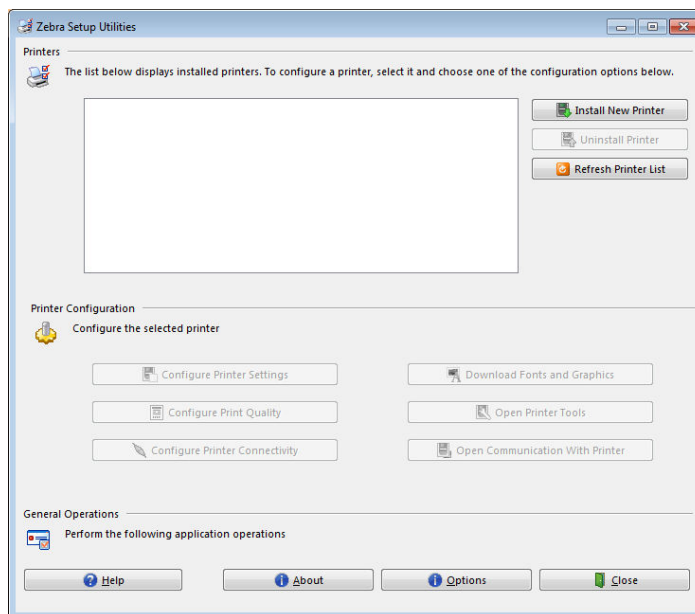 Zebra Setup Utilities
Printers
The list below displays installed printers. To configure a printer, select it and choose one of the configuration options below.
Install New Printer
Uninstall Printer
Refresh Printer List
Printer Configuration
Configure the selected printer
Configure Printer Settings
Download Fonts and Graphics
Configure Print Quality
Open Printer Tools
Configure Printer Connectivity
Open Communication With Printer
General Operations
Perform the following application operations
Help
About
Options
Close